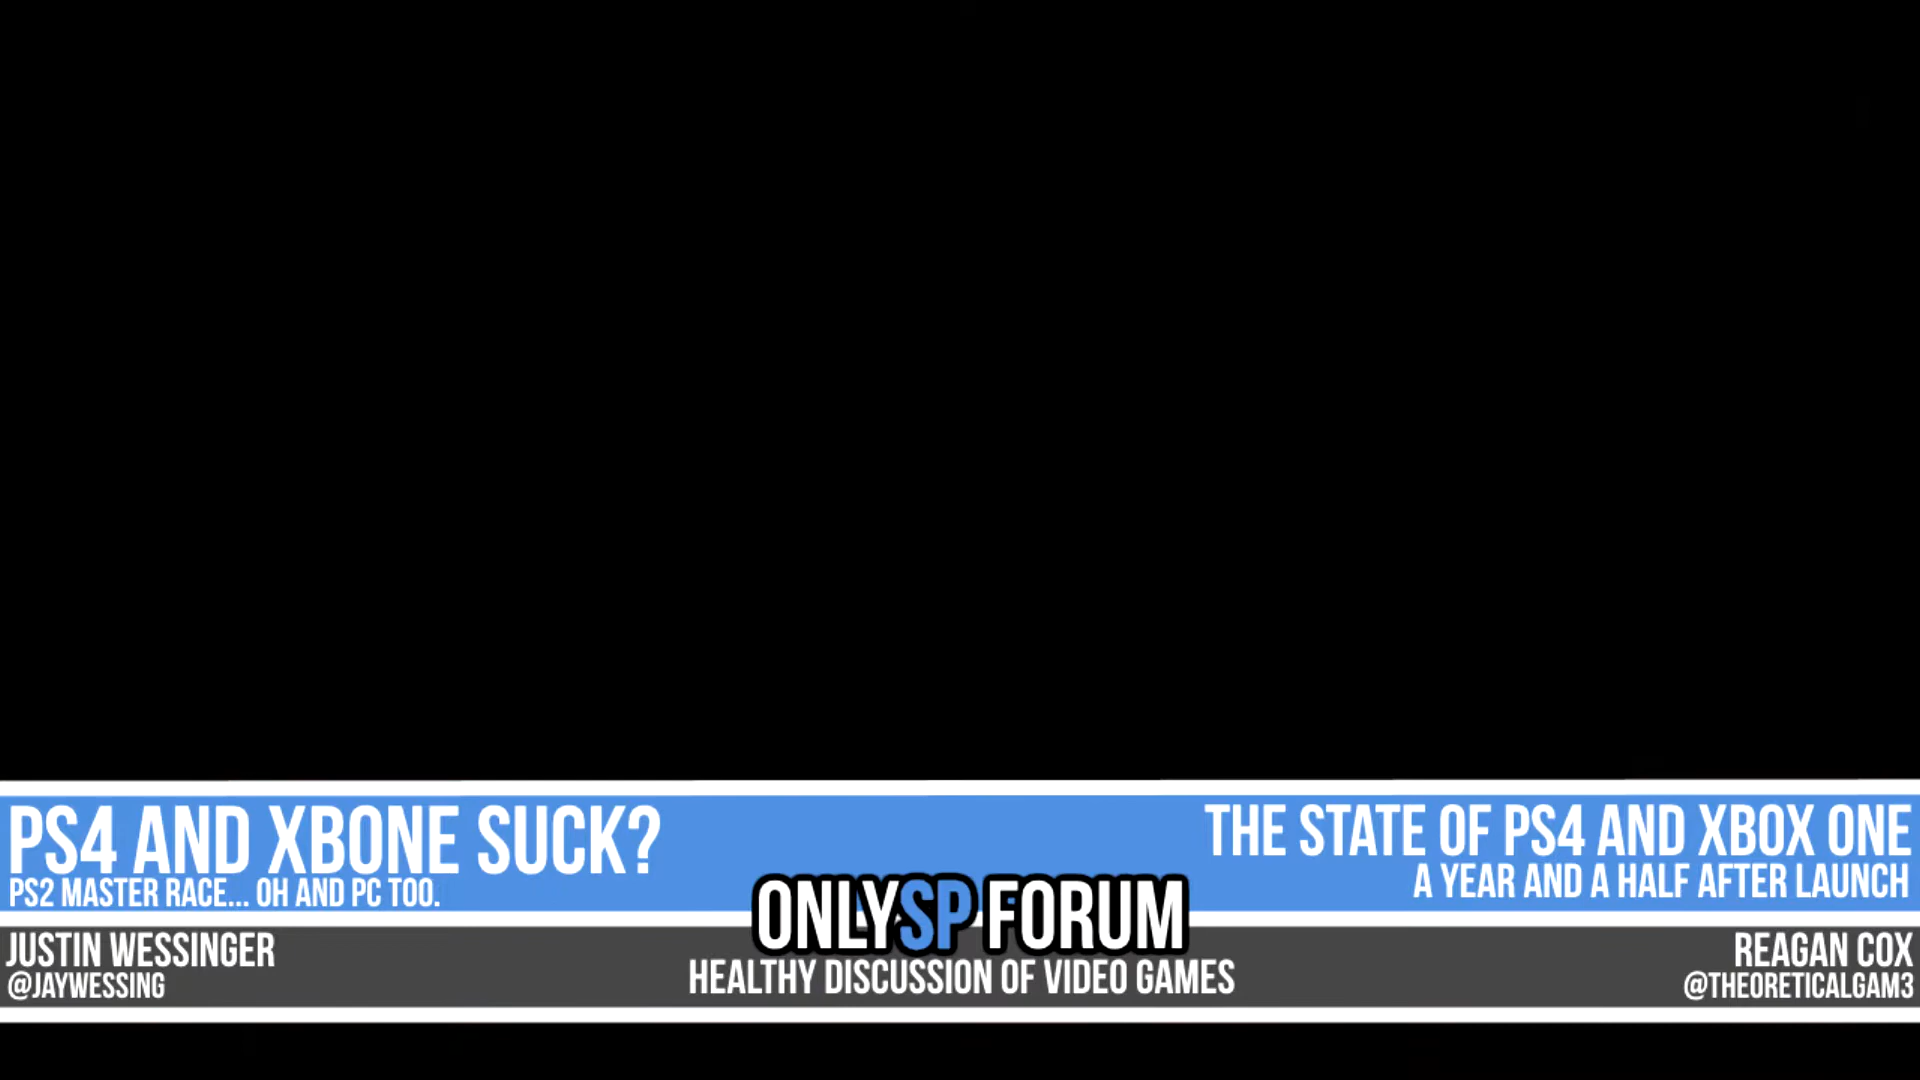 PS4 AND XBONE SUCK?
PS2 MASTER RACE... OH AND PC TOO.
THE STATE OF PS4 AND XBOX ONE
A YEAR AND A HALF AFTER LAUNCH
ONLYSP FORUM
HEALTHY DISCUSSION OF VIDEO GAMES
JUSTIN WESSINGER
@JAYWESSING
REAGAN COX
@THEORETICALGAM3